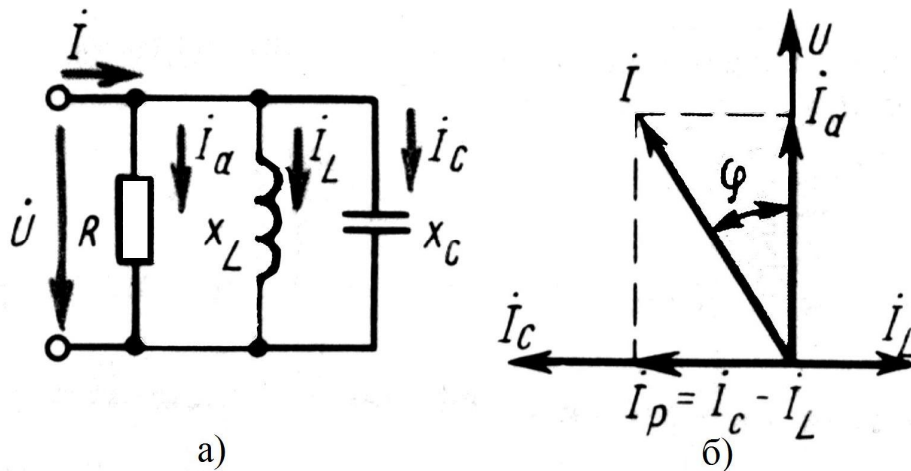 İ
U̇
R
İa
xL
İL
İC
xC
а)
U
İ
İa
φ
İC
İL
İP = İC - İL
б)